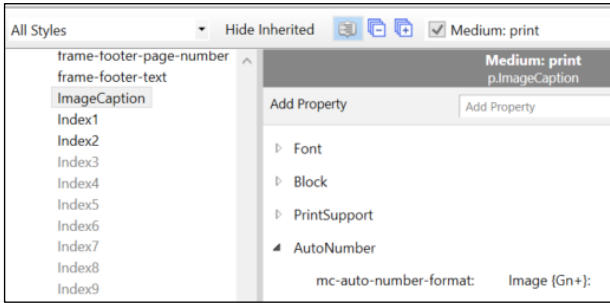 All Styles Hide Inherited Medium: print
frame-footer-page-number
frame-footer-text
ImageCaption
Index1
Index2
Index3
Index4
Index5
Index6
Index7
Index8
Index9
Medium: print
p.ImageCaption
Add Property Add Property
Font
Block
PrintSupport
AutoNumber
mc-auto-number-format: Image {Gn+}: